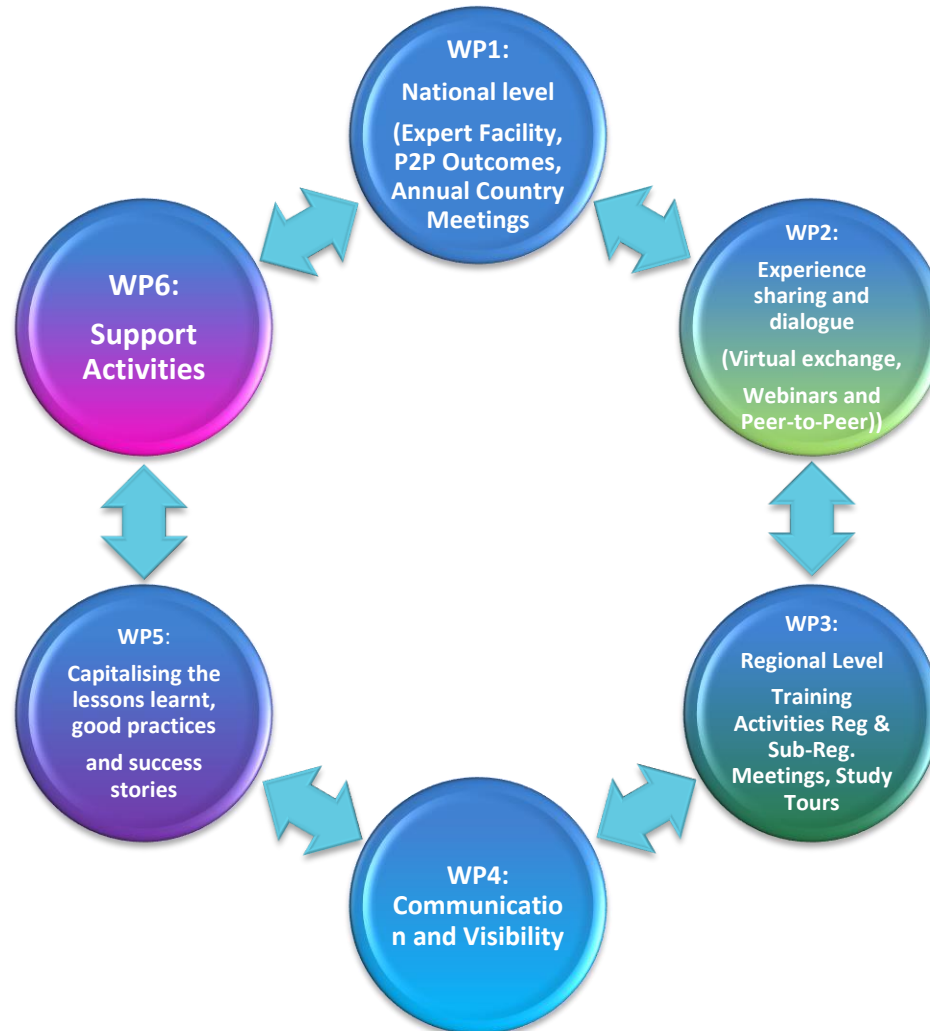 WP1:
National level
(Expert Facility,
P2P Outcomes,
Annual Country
Meetings
WP2:
Experience
sharing and
dialogue
(Virtual exchange,
Webinars and
Peer-to-Peer))
WP3:
Regional Level
Training
Activities Reg &
Sub-Reg.
Meetings, Study
Tours
WP4:
Communicatio
n and Visibility
WP5:
Capitalising the
lessons learnt,
good practices
and success
stories
WP6:
Support
Activities